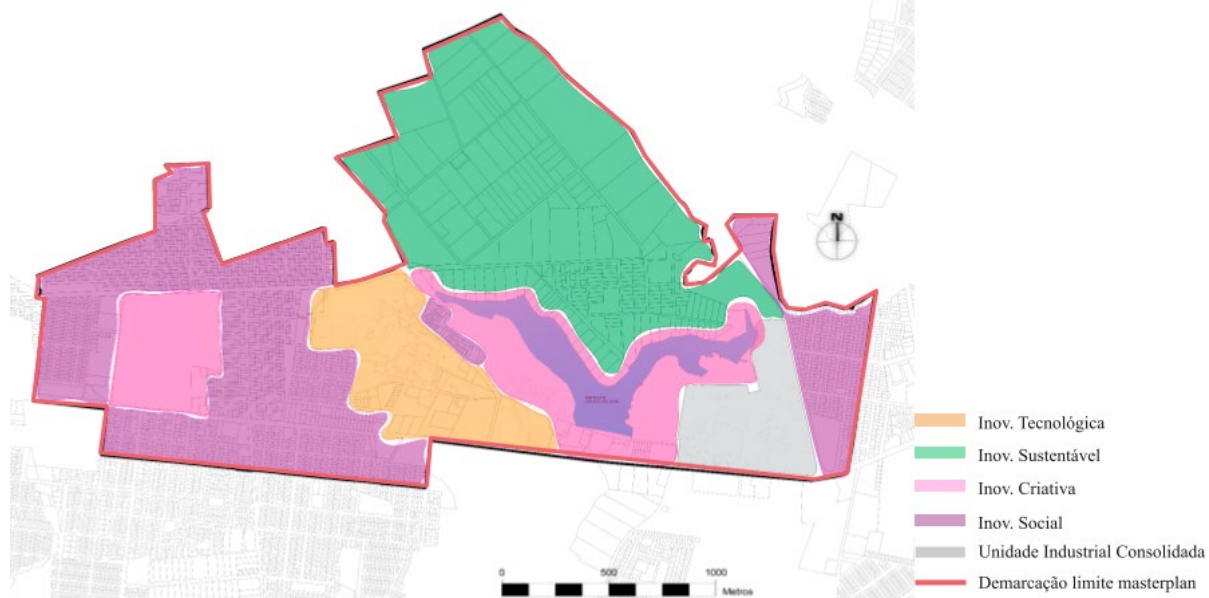 N
Inov. Tecnológica
Inov. Sustentável
Inov. Criativa
Inov. Social
Unidade Industrial Consolidada
Demarcação limite masterplan
0 500 1000
Metros